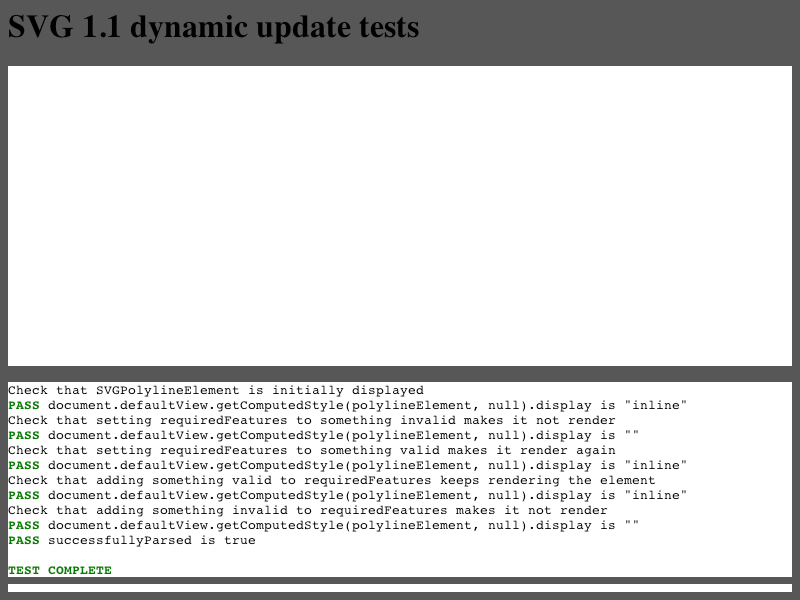 SVG 1.1 dynamic update tests
Check that SVGPolylineElement is initially displayed
PASS document.defaultView.getComputedStyle(polylineElement, null).display is "inline"
Check that setting requiredFeatures to something invalid makes it not render
PASS document.defaultView.getComputedStyle(polylineElement, null).display is ""
Check that setting requiredFeatures to something valid makes it render again
PASS document.defaultView.getComputedStyle(polylineElement, null).display is "inline"
Check that adding something valid to requiredFeatures keeps rendering the element
PASS document.defaultView.getComputedStyle(polylineElement, null).display is "inline"
Check that adding something invalid to requiredFeatures makes it not render
PASS document.defaultView.getComputedStyle(polylineElement, null).display is ""
PASS successfullyParsed is true
TEST COMPLETE